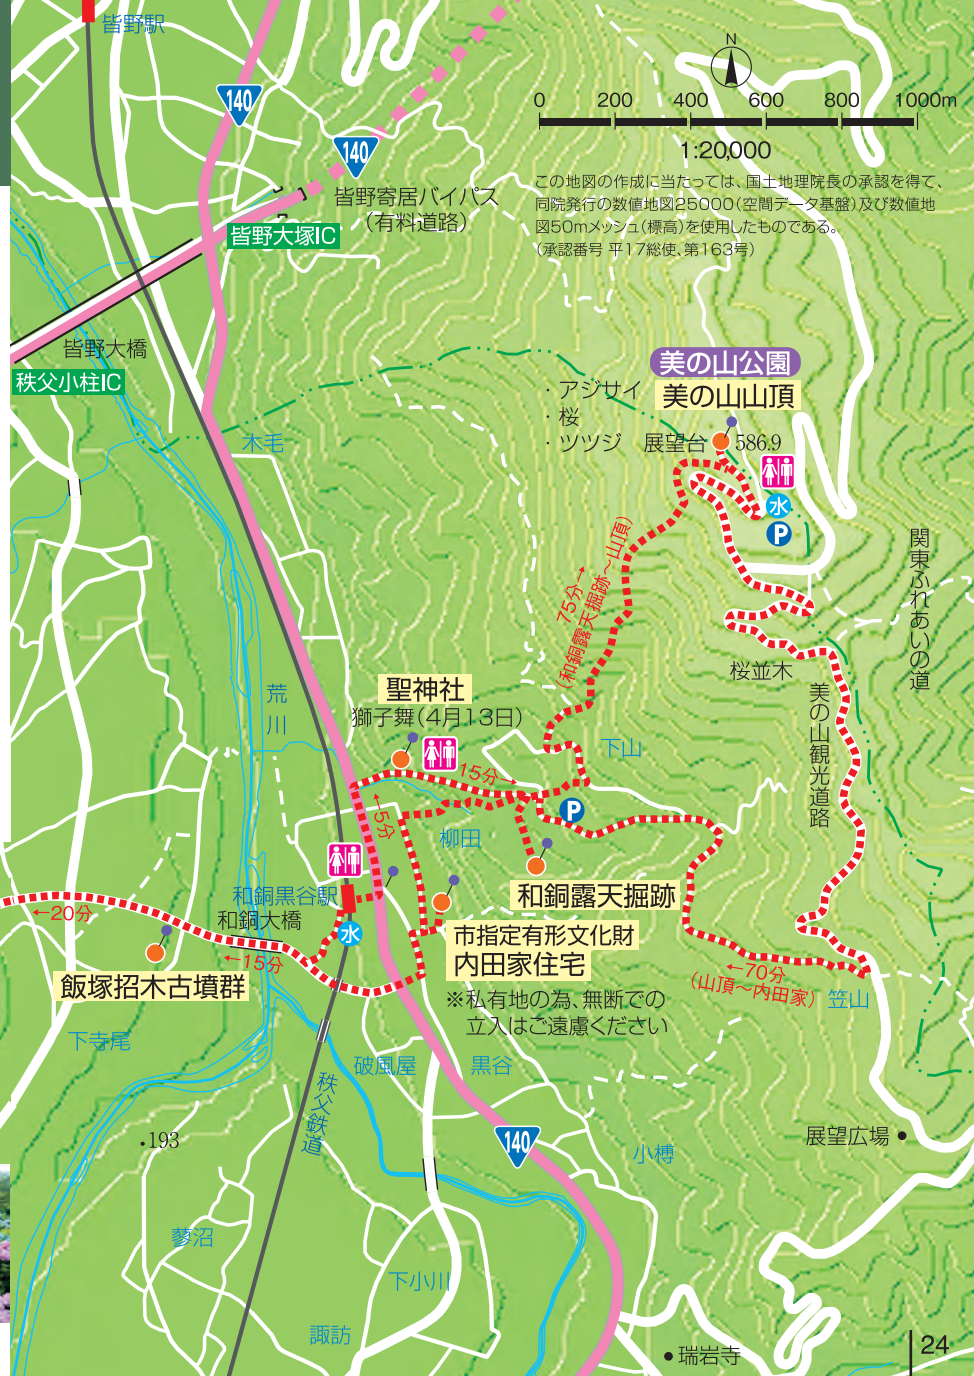 皆野駅
N
140
0 200 400 600 800 1000m
1:20,000
140
この地図の作成に当たっては、国土地理院長の承認を得て、
同院発行の数値地図25000(空間データ基盤)及び数値地
図50mメッシュ(標高)を使用したものである。
(承認番号 平17総使、第163号)
皆野寄居バイパス
(有料道路)
皆野大塚IC
皆野大橋
秩父小柱IC
美の山公園
美の山山頂
・アジサイ
・桜
・ツツジ
展望台
586.9
木毛
水
P
関東ふれあいの道
75分→
(和銅露天掘跡～山頂)
桜並木
美の山観光道路
荒川
聖神社
獅子舞(4月13日)
下山
15分→
←5分
P
柳田
和銅黒谷駅
和銅露天掘跡
←20分
和銅大橋
水
←15分
市指定有形文化財
内田家住宅
飯塚招木古墳群
←70分
(山頂～内田家)
笠山
※私有地の為、無断での
立入はご遠慮ください
下寺尾
破風屋
黒谷
秩父鉄道
・193
140
小榑
展望広場
蓼沼
下小川
諏訪
瑞岩寺
24